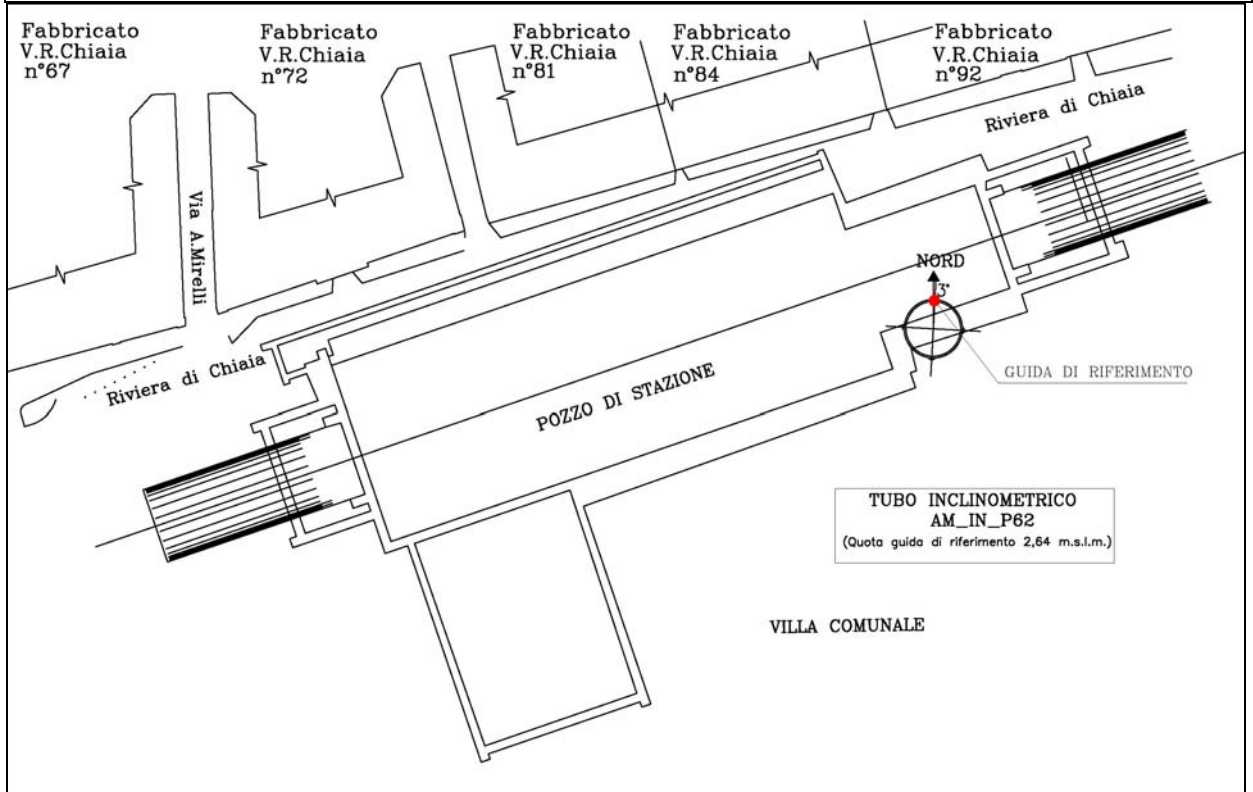 Fabbricato
V.R.Chiaia
n°67
Fabbricato
V.R.Chiaia
n°72
Fabbricato
V.R.Chiaia
n°81
Fabbricato
V.R.Chiaia
n°84
Fabbricato
V.R.Chiaia
n°92
Riviera di Chiaia
Via A.Mirelli
NORD
3°
Riviera di Chiaia
GUIDA DI RIFERIMENTO
POZZO DI STAZIONE
TUBO INCLINOMETRICO
AM_IN_P62
(Quota guida di riferimento 2,64 m.s.l.m.)
VILLA COMUNALE